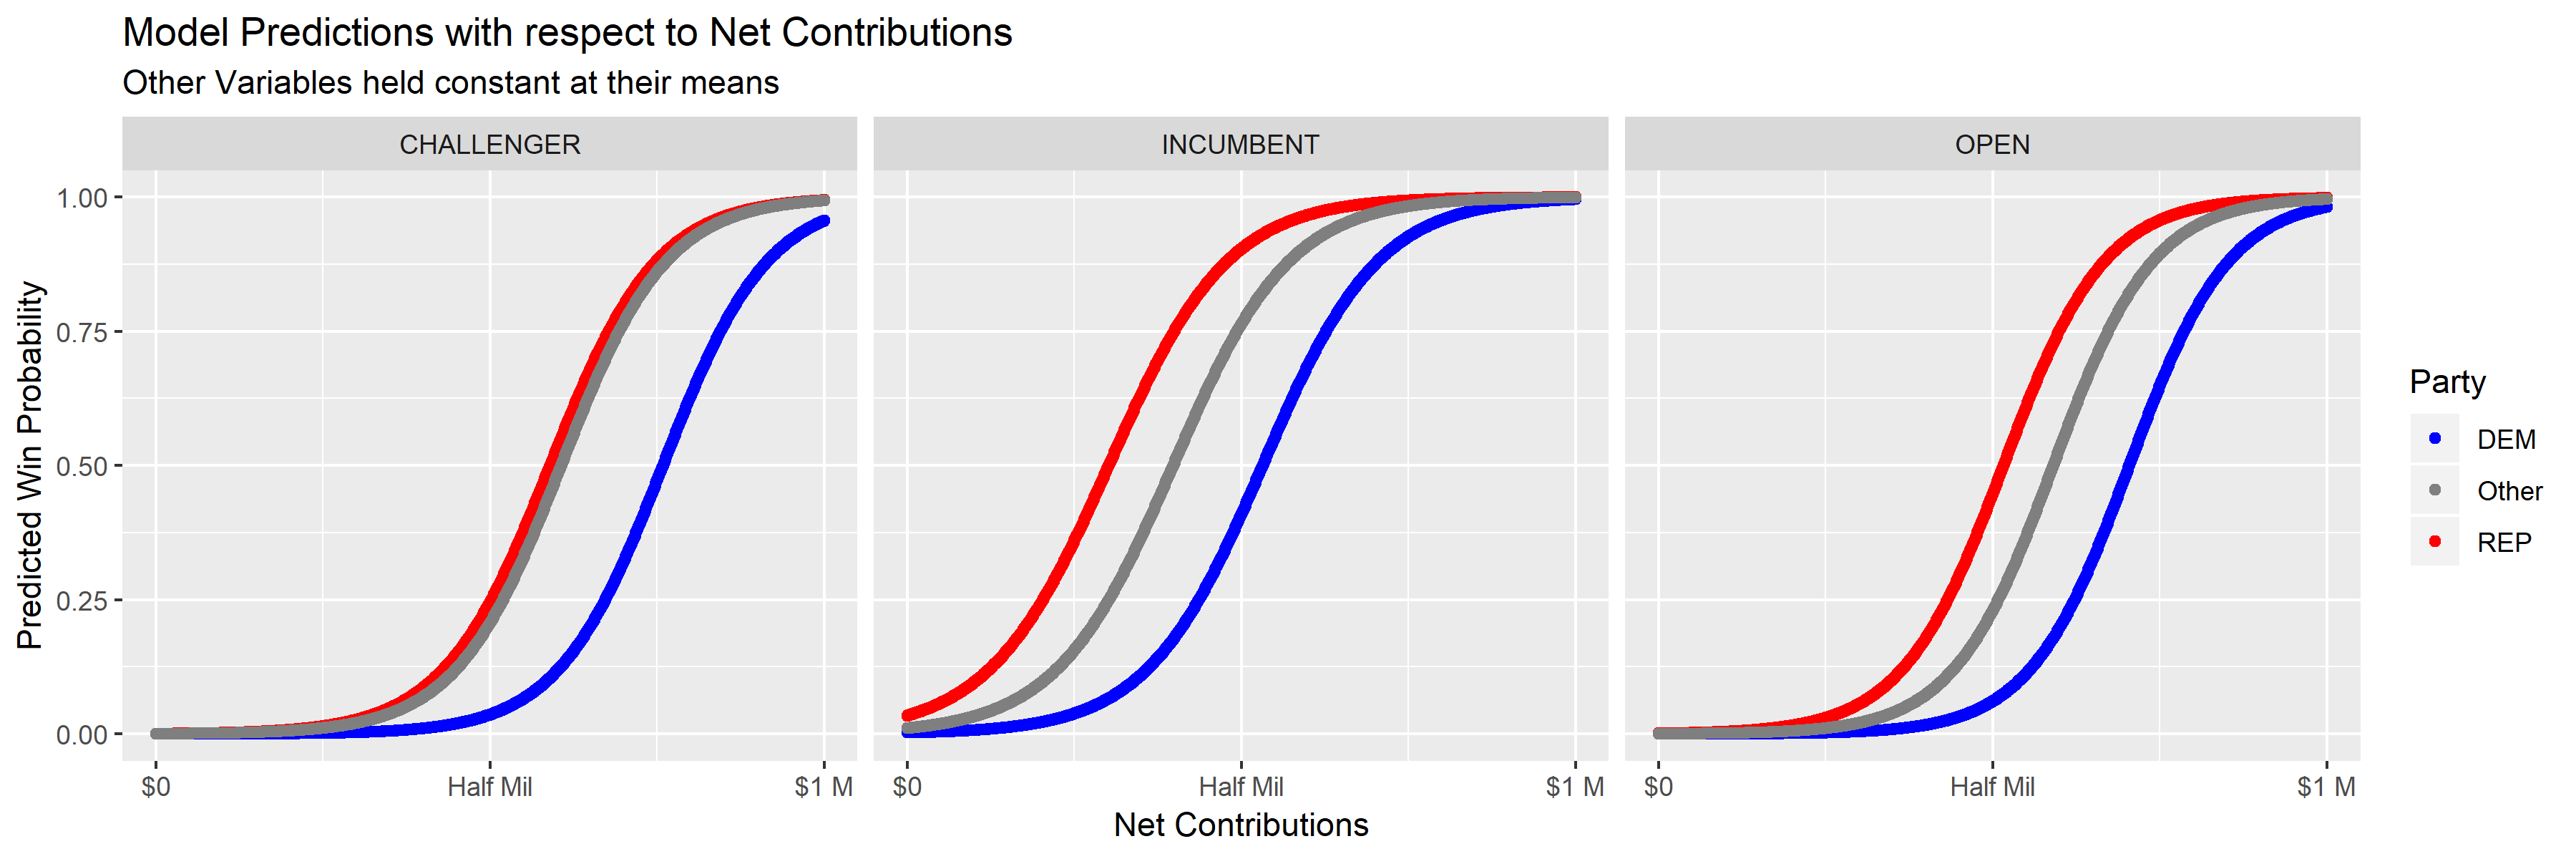 Model Predictions with respect to Net Contributions
Other Variables held constant at their means
CHALLENGER
INCUMBENT
OPEN
Predicted Win Probability
1.00
0.75
0.50
0.25
0.00
$0 Half Mil $1 M
$0 Half Mil $1 M
$0 Half Mil $1 M
Net Contributions
Party
DEM
Other
REP